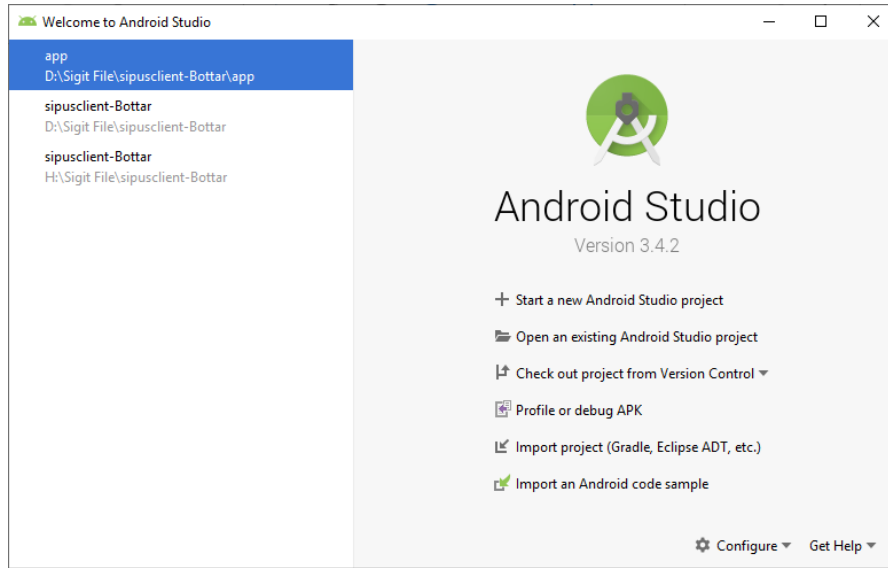 Welcome to Android Studio
app
D:\Sigit File\sipusclient-Bottar\app
sipusclient-Bottar
D:\Sigit File\sipusclient-Bottar
sipusclient-Bottar
H:\Sigit File\sipusclient-Bottar
Android Studio
Version 3.4.2
Start a new Android Studio project
Open an existing Android Studio project
Check out project from Version Control
Profile or debug APK
Import project (Gradle, Eclipse ADT, etc.)
Import an Android code sample
Configure Get Help